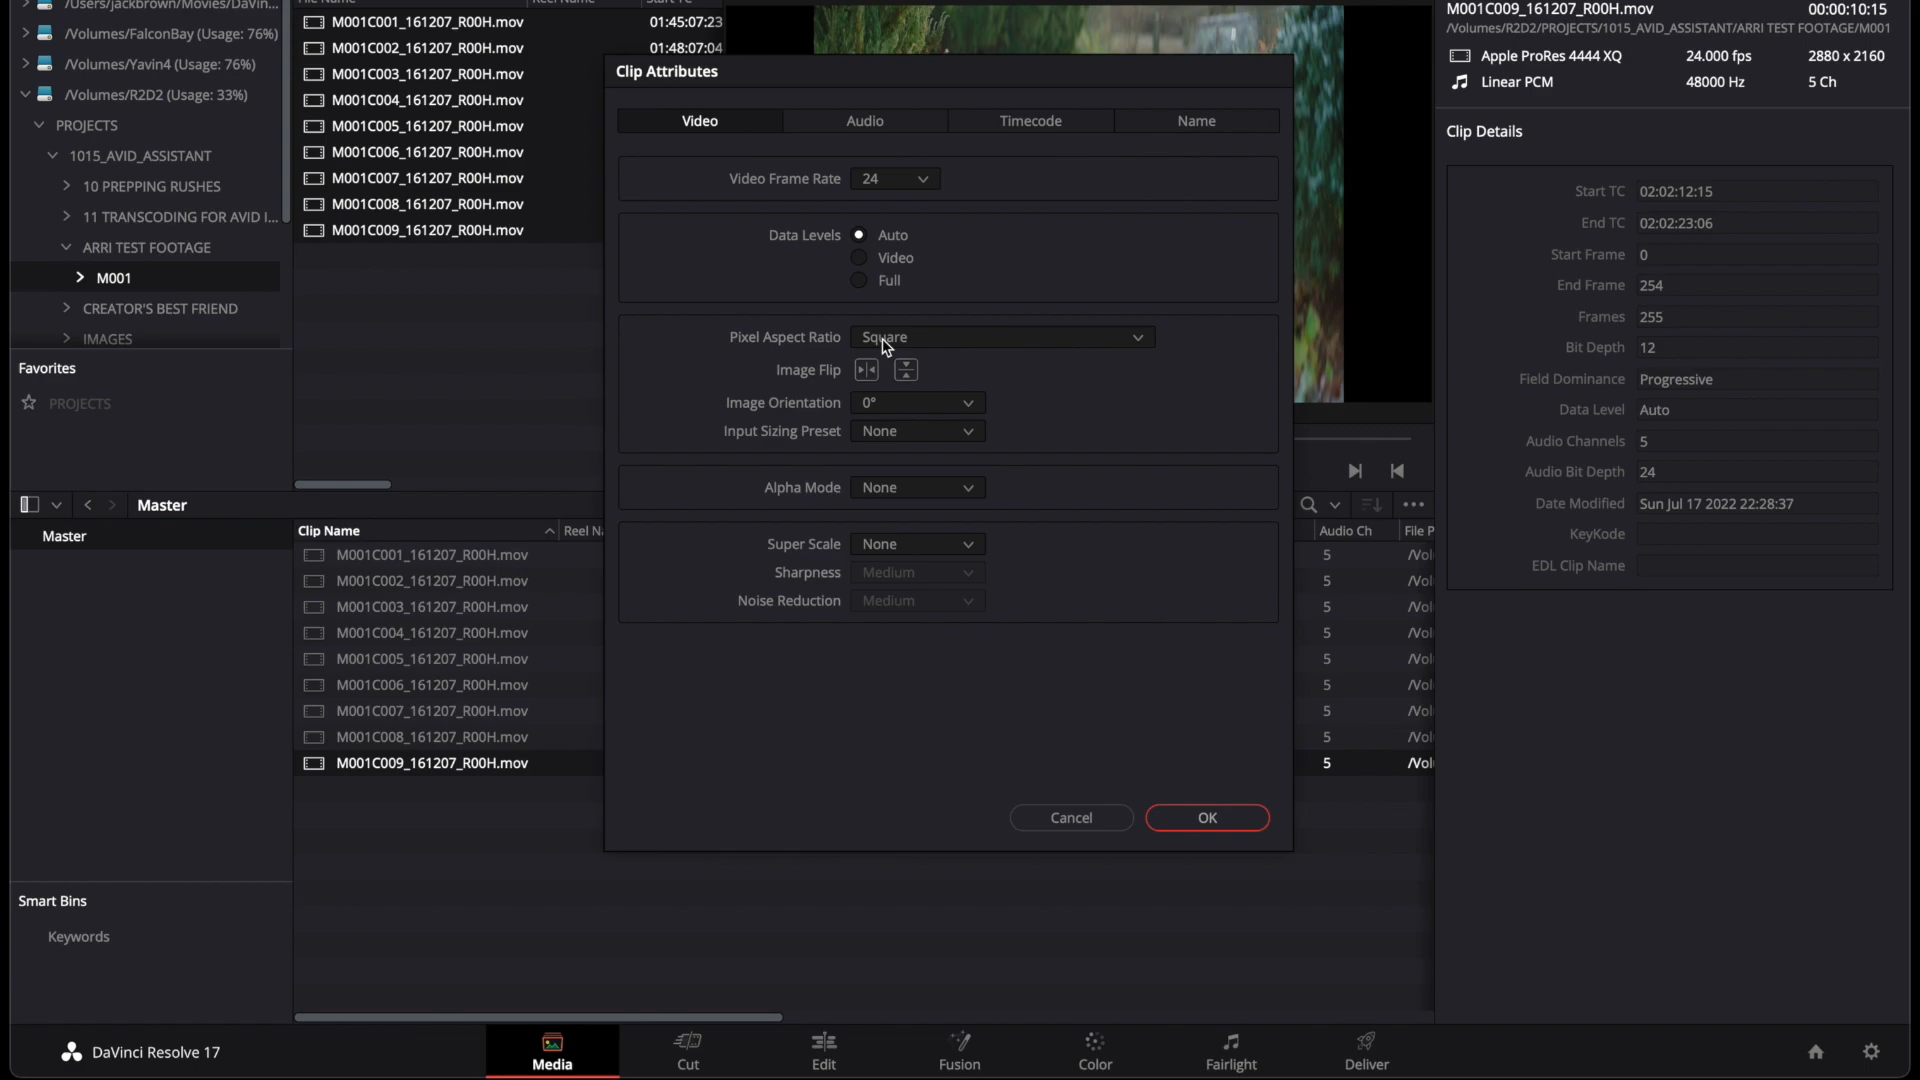 /Users/jackbrown/Movies/DaVin...
/Volumes/FalconBay (Usage: 76%)
/Volumes/Yavin4 (Usage: 76%)
/Volumes/R2D2 (Usage: 33%)
PROJECTS
1015_AVID_ASSISTANT
10 PREPPING RUSHES
11 TRANSCODING FOR AVID I...
ARRI TEST FOOTAGE
M001
CREATOR'S BEST FRIEND
IMAGES
Favorites
PROJECTS
M001C001_161207_R00H.mov 01:45:07:23
M001C002_161207_R00H.mov 01:48:07:04
M001C003_161207_R00H.mov
M001C004_161207_R00H.mov
M001C005_161207_R00H.mov
M001C006_161207_R00H.mov
M001C007_161207_R00H.mov
M001C008_161207_R00H.mov
M001C009_161207_R00H.mov
Clip Attributes
Video Audio Timecode Name
Video Frame Rate 24
Data Levels Auto
Video
Full
Pixel Aspect Ratio Square
Image Flip
Image Orientation 0°
Input Sizing Preset None
Alpha Mode None
Super Scale None
Sharpness Medium
Noise Reduction Medium
Cancel OK
M001C009_161207_R00H.mov 00:00:10:15
/Volumes/R2D2/PROJECTS/1015_AVID_ASSISTANT/ARRI TEST FOOTAGE/M001
Apple ProRes 4444 XQ 24.000 fps 2880 x 2160
Linear PCM 48000 Hz 5 Ch
Clip Details
Start TC 02:02:12:15
End TC 02:02:23:06
Start Frame 0
End Frame 254
Frames 255
Bit Depth 12
Field Dominance Progressive
Data Level Auto
Audio Channels 5
Audio Bit Depth 24
Date Modified Sun Jul 17 2022 22:28:37
KeyKode
EDL Clip Name
Master
Master
Clip Name Reel Na Audio Ch File P
M001C001_161207_R00H.mov 5 /Vol
M001C002_161207_R00H.mov 5 /Vol
M001C003_161207_R00H.mov 5 /Vol
M001C004_161207_R00H.mov 5 /Vol
M001C005_161207_R00H.mov 5 /Vol
M001C006_161207_R00H.mov 5 /Vol
M001C007_161207_R00H.mov 5 /Vol
M001C008_161207_R00H.mov 5 /Vol
M001C009_161207_R00H.mov 5 /Vol
Smart Bins
Keywords
DaVinci Resolve 17
Media Cut Edit Fusion Color Fairlight Deliver